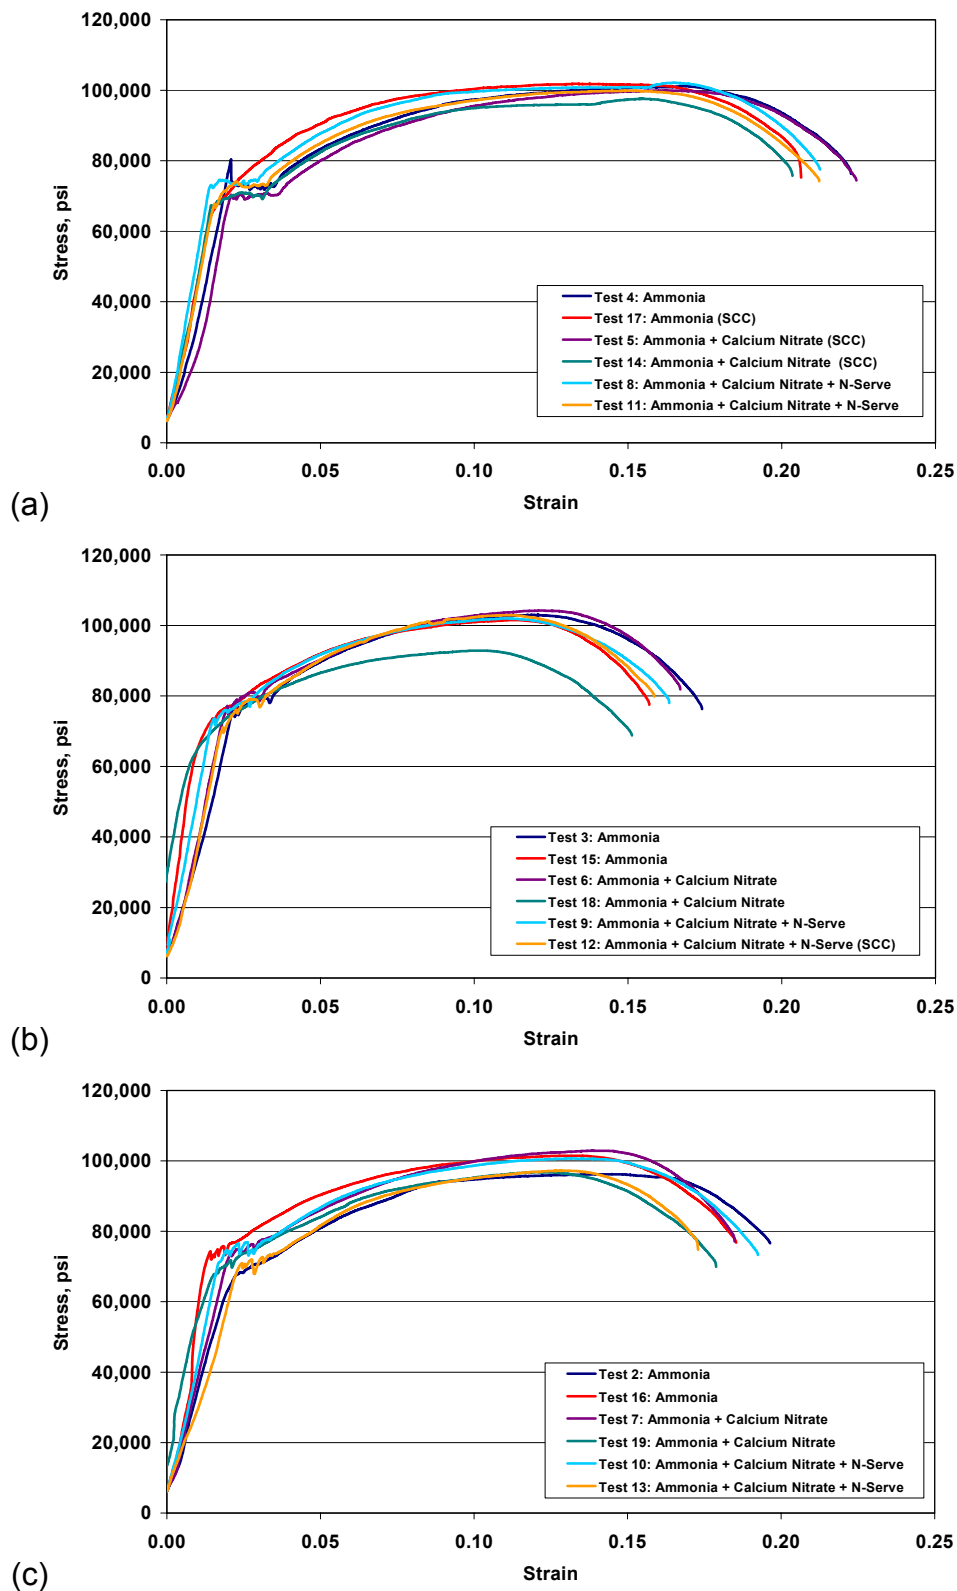 120,000
100,000
80,000
60,000
40,000
20,000
0
Stress, psi
Test 4: Ammonia
Test 17: Ammonia (SCC)
Test 5: Ammonia + Calcium Nitrate (SCC)
Test 14: Ammonia + Calcium Nitrate (SCC)
Test 8: Ammonia + Calcium Nitrate + N-Serve
Test 11: Ammonia + Calcium Nitrate + N-Serve
0.00 0.05 0.10 0.15 0.20 0.25
Strain
(a)
120,000
100,000
80,000
60,000
40,000
20,000
0
Stress, psi
Test 3: Ammonia
Test 15: Ammonia
Test 6: Ammonia + Calcium Nitrate
Test 18: Ammonia + Calcium Nitrate
Test 9: Ammonia + Calcium Nitrate + N-Serve
Test 12: Ammonia + Calcium Nitrate + N-Serve (SCC)
0.00 0.05 0.10 0.15 0.20 0.25
Strain
(b)
120,000
100,000
80,000
60,000
40,000
20,000
0
Stress, psi
Test 2: Ammonia
Test 16: Ammonia
Test 7: Ammonia + Calcium Nitrate
Test 19: Ammonia + Calcium Nitrate
Test 10: Ammonia + Calcium Nitrate + N-Serve
Test 13: Ammonia + Calcium Nitrate + N-Serve
0.00 0.05 0.10 0.15 0.20 0.25
Strain
(c)